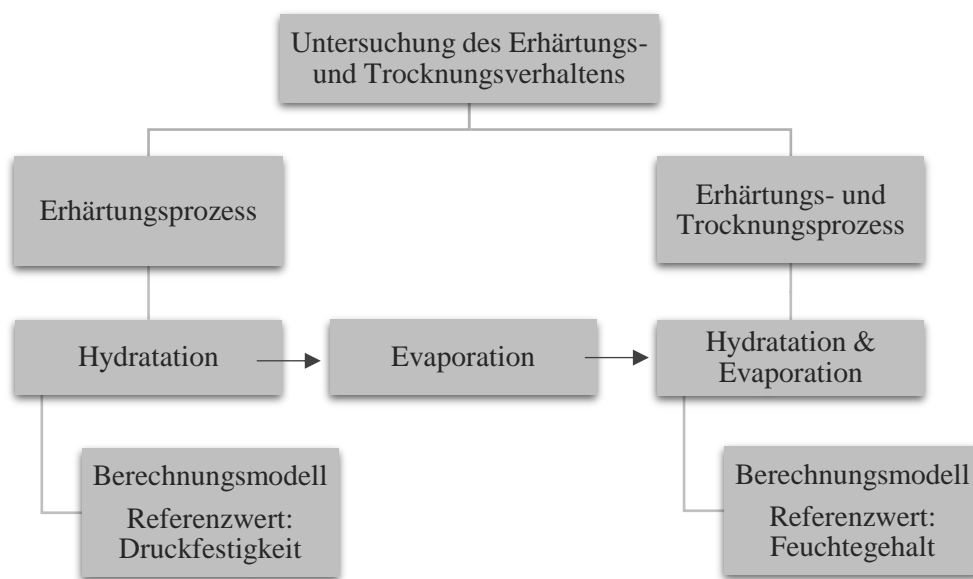 Untersuchung des Erhärtungs-
und Trocknungsverhaltens
Erhärtungsprozess
Erhärtungs- und
Trocknungsprozess
Hydratation
Evaporation
Hydratation &
Evaporation
Berechnungsmodell
Referenzwert:
Druckfestigkeit
Berechnungsmodell
Referenzwert:
Feuchtegehalt